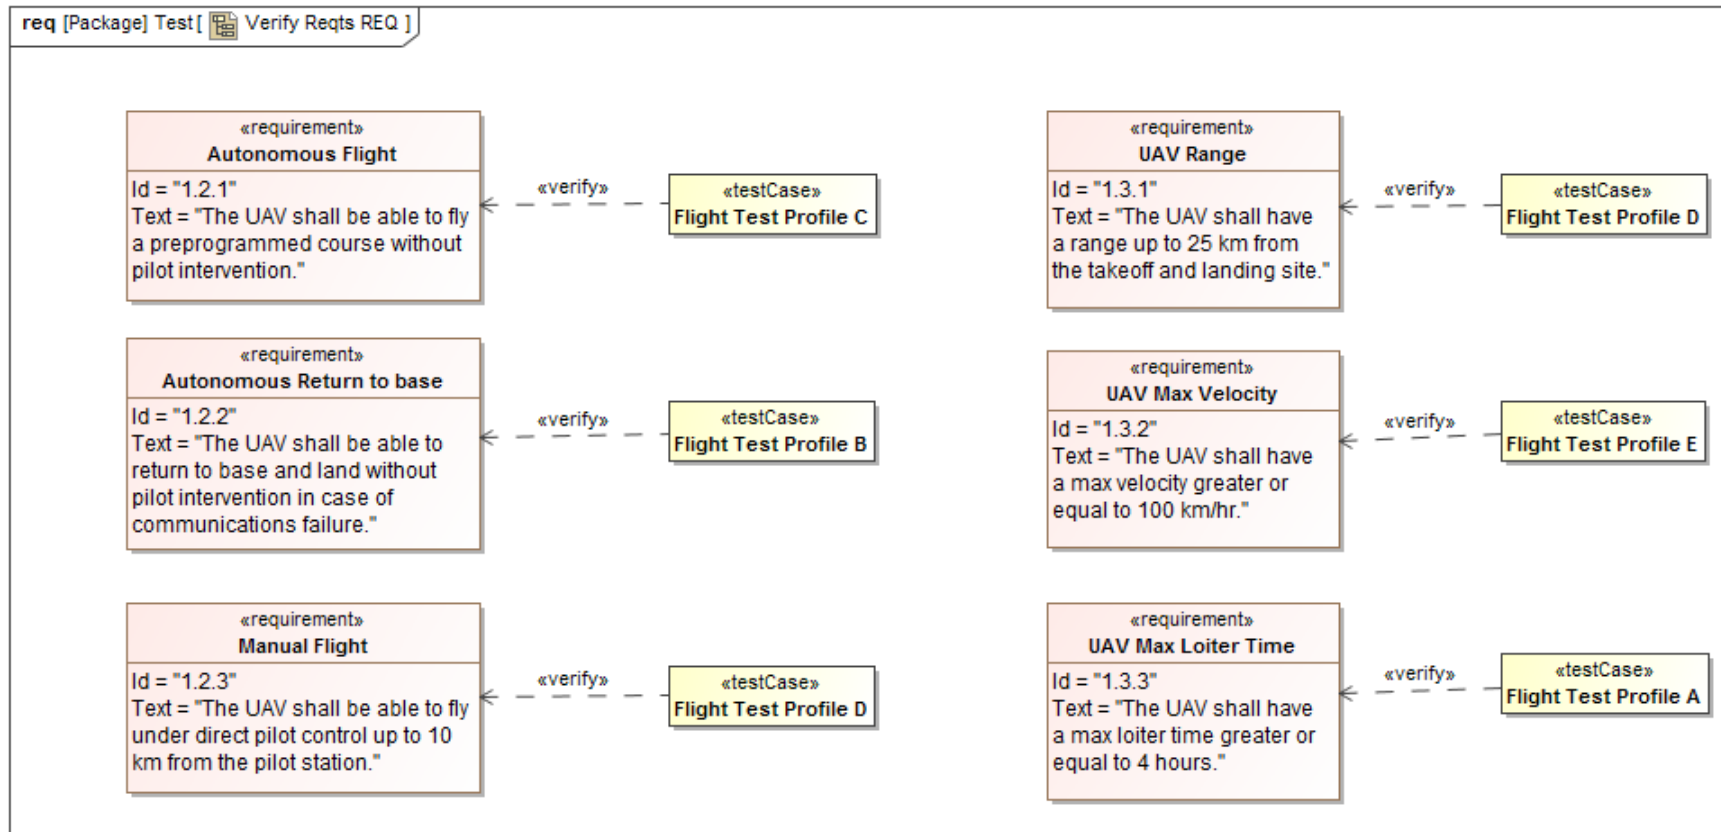 req [Package] Test [ Verify Reqts REQ ]
«requirement»
Autonomous Flight
Id = "1.2.1"
Text = "The UAV shall be able to fly
a preprogrammed course without
pilot intervention."
«verify»
«testCase»
Flight Test Profile C
«requirement»
UAV Range
Id = "1.3.1"
Text = "The UAV shall have
a range up to 25 km from
the takeoff and landing site."
«verify»
«testCase»
Flight Test Profile D
«requirement»
Autonomous Return to base
Id = "1.2.2"
Text = "The UAV shall be able to
return to base and land without
pilot intervention in case of
communications failure."
«verify»
«testCase»
Flight Test Profile B
«requirement»
UAV Max Velocity
Id = "1.3.2"
Text = "The UAV shall have
a max velocity greater or
equal to 100 km/hr."
«verify»
«testCase»
Flight Test Profile E
«requirement»
Manual Flight
Id = "1.2.3"
Text = "The UAV shall be able to fly
under direct pilot control up to 10
km from the pilot station."
«verify»
«testCase»
Flight Test Profile D
«requirement»
UAV Max Loiter Time
Id = "1.3.3"
Text = "The UAV shall have
a max loiter time greater or
equal to 4 hours."
«verify»
«testCase»
Flight Test Profile A